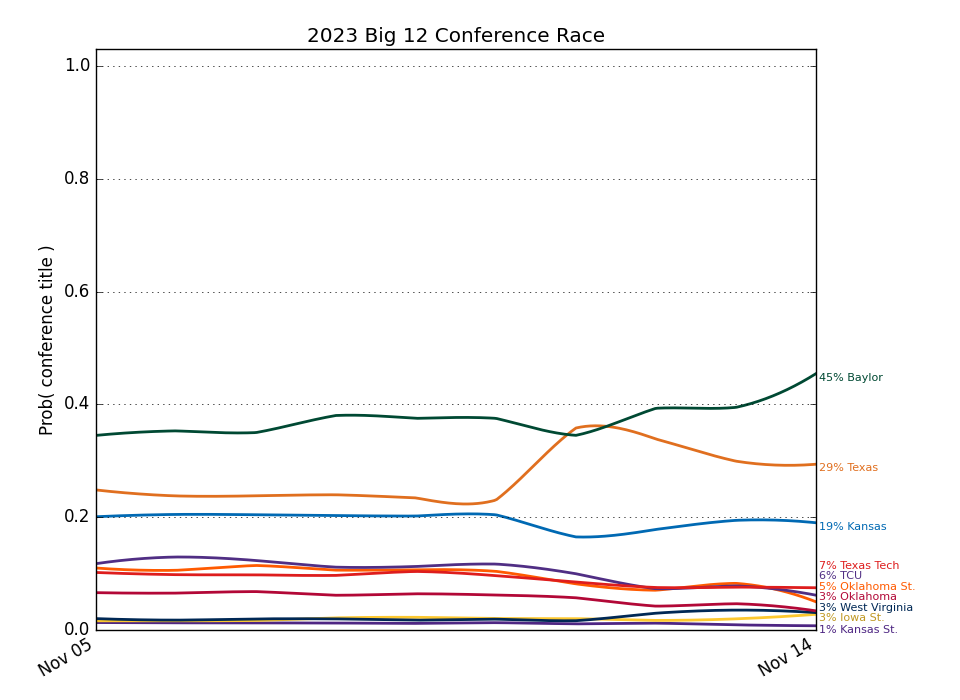 2023 Big 12 Conference Race
1.0
0.8
0.6
0.4
0.2
0.0
Prob( conference title )
45% Baylor
29% Texas
19% Kansas
7% Texas Tech
6% TCU
5% Oklahoma St.
3% Oklahoma
3% West Virginia
3% Iowa St.
1% Kansas St.
Nov 05
Nov 14